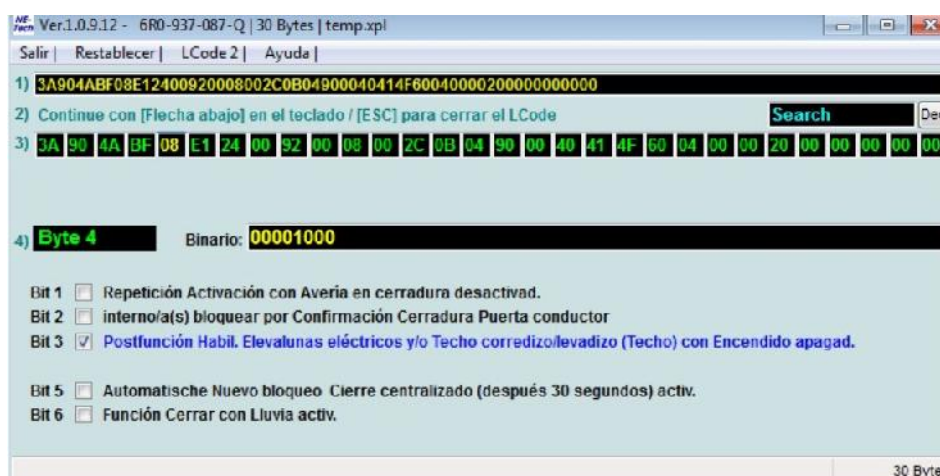 NE-Tech Ver.1.0.9.12 - 6R0-937-087-Q | 30 Bytes | temp.xpl
Salir | Restablecer | LCode 2 | Ayuda |
1) 3A904ABF08E12400920008002C0B04900040414F60040000200000000000
2) Continue con [Flecha abajo] en el teclado / [ESC] para cerrar el LCode Search
3) 3A 90 4A BF 08 E1 24 00 92 00 08 00 2C 0B 04 90 00 40 41 4F 60 04 00 00 20 00 00 00 00 00
4) Byte 4 Binario: 00001000
Bit 1 Repetición Activación con Avería en cerradura desactivad.
Bit 2 interno/a(s) bloquear por Confirmación Cerradura Puerta conductor
Bit 3 Postfunción Habil. Elevalunas eléctricos y/o Techo corredizo/levadizo (Techo) con Encendido apagad.
Bit 5 Automatische Nuevo bloqueo Cierre centralizado (después 30 segundos) activ.
Bit 6 Función Cerrar con Lluvia activ.
30 Byte